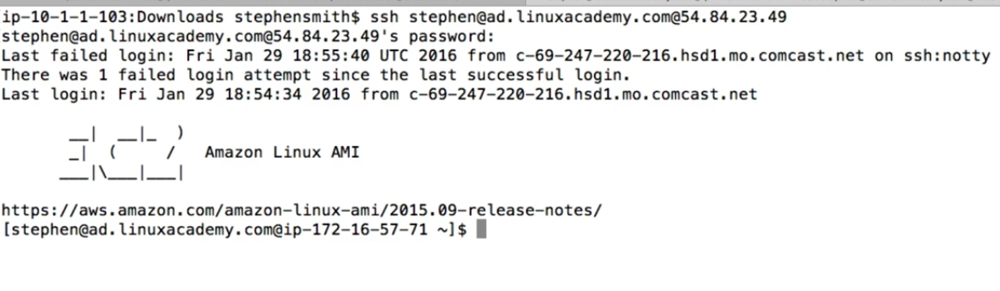 ip-10-1-1-103:Downloads stephensmith$ ssh stephen@ad.linuxacademy.com@54.84.23.49
stephen@ad.linuxacademy.com@54.84.23.49's password:
Last failed login: Fri Jan 29 18:55:40 UTC 2016 from c-69-247-220-216.hsd1.mo.comcast.net on ssh:notty
There was 1 failed login attempt since the last successful login.
Last login: Fri Jan 29 18:54:34 2016 from c-69-247-220-216.hsd1.mo.comcast.net
       __|  __|_  )
       _|  (     /   Amazon Linux AMI
      ___|\___|___|
https://aws.amazon.com/amazon-linux-ami/2015.09-release-notes/
[stephen@ad.linuxacademy.com@ip-172-16-57-71 ~]$